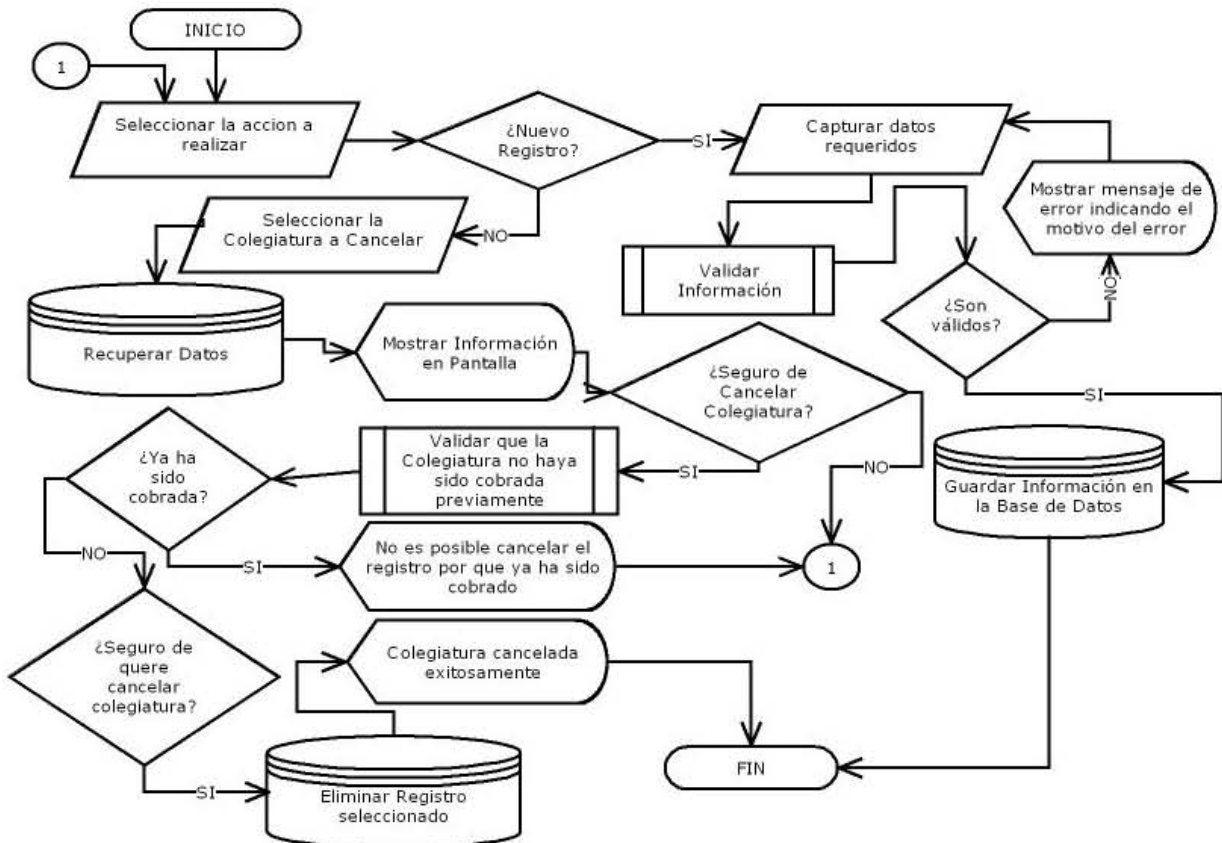 INICIO
1
Seleccionar la accion a
realizar
¿Nuevo
Registro?
SI
Capturar datos
requeridos
Mostrar mensaje de
error indicando el
motivo del error
NO
Seleccionar la
Colegiatura a Cancelar
NO
Validar
Información
¿Son
válidos?
SI
Recuperar Datos
Mostrar Información
en Pantalla
¿Seguro de
Cancelar
Colegiatura?
SI
NO
Guardar Información en
la Base de Datos
Validar que la
Colegiatura no haya
sido cobrada
previamente
¿Ya ha
sido
cobrada?
NO
SI
No es posible cancelar el
registro por que ya ha sido
cobrado
1
¿Seguro de
quere
cancelar
colegiatura?
SI
Colegiatura cancelada
exitosamente
Eliminar Registro
seleccionado
FIN